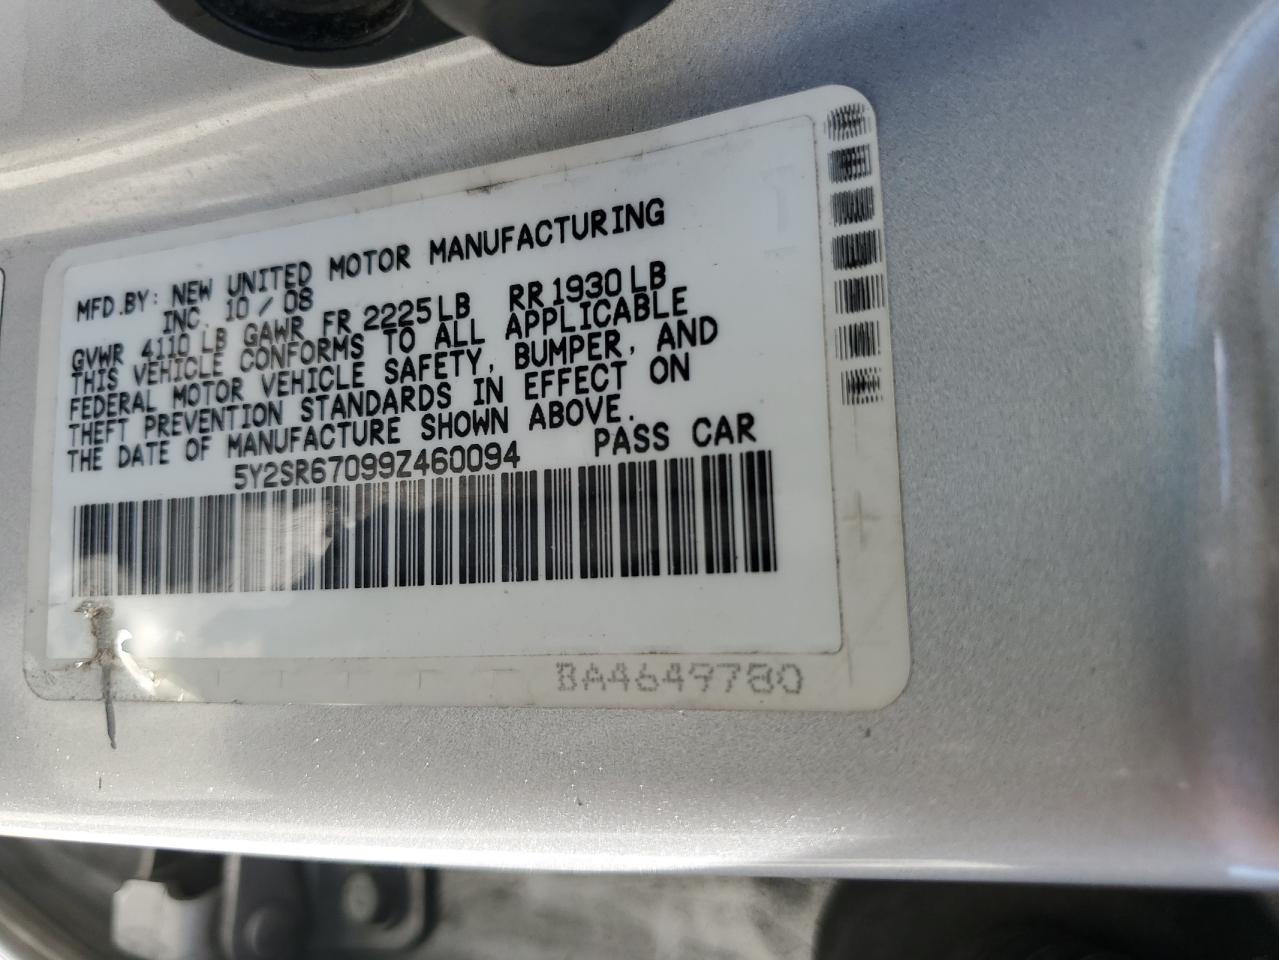 MFD.BY: NEW UNITED MOTOR MANUFACTURING
INC. 10/08
GVWR 4110 LB GAWR FR 2225LB RR 1930LB
THIS VEHICLE CONFORMS TO ALL APPLICABLE
FEDERAL MOTOR VEHICLE SAFETY, BUMPER, AND
THEFT PREVENTION STANDARDS IN EFFECT ON
THE DATE OF MANUFACTURE SHOWN ABOVE.
5Y2SR67099Z460094 PASS CAR
BA4649780